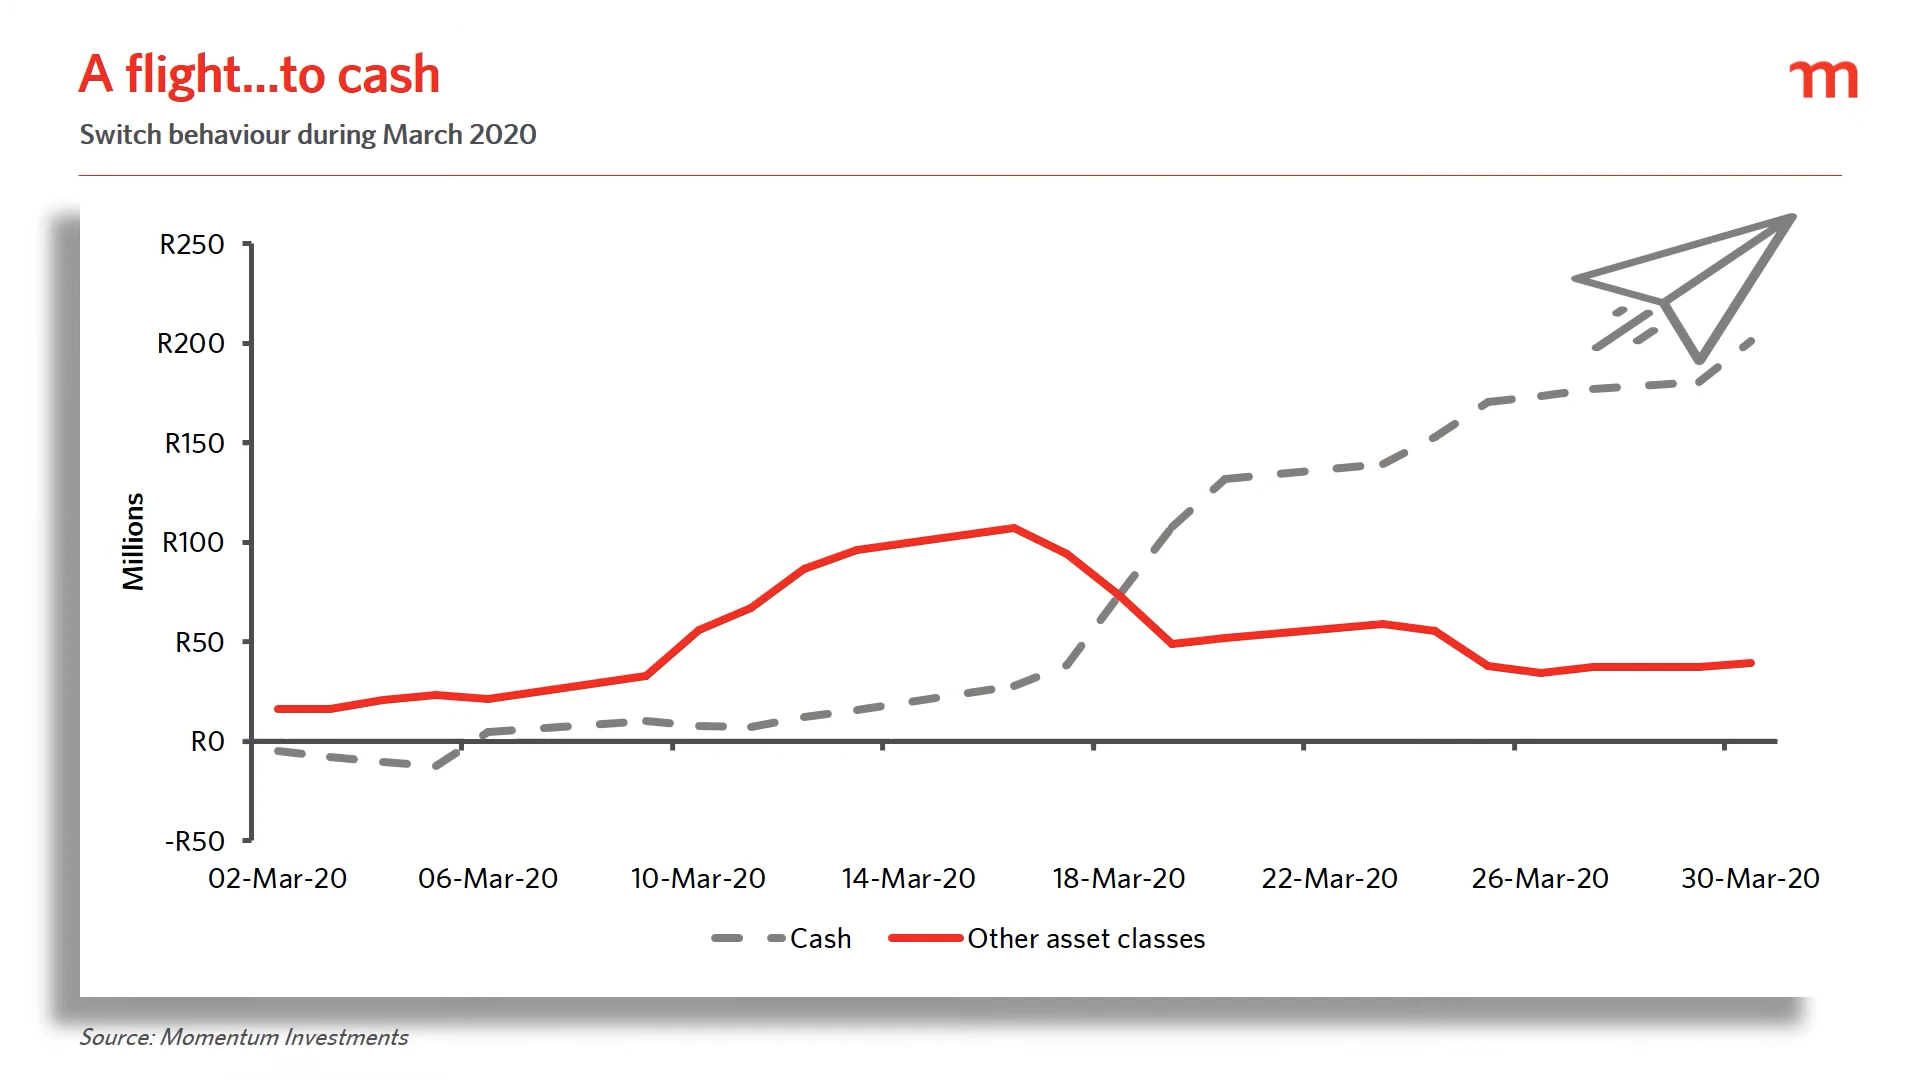 A flight...to cash
m
Switch behaviour during March 2020
R250
R200
R150
R100
R50
R0
-R50
Millions
02-Mar-20 06-Mar-20 10-Mar-20 14-Mar-20 18-Mar-20 22-Mar-20 26-Mar-20 30-Mar-20
Cash Other asset classes
Source: Momentum Investments